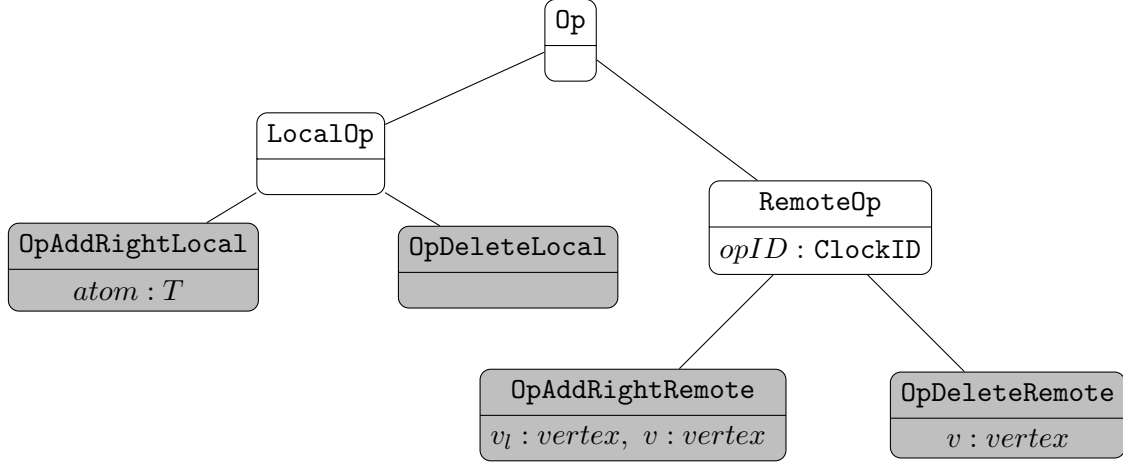 Op
LocalOp
RemoteOp
opID : ClockID
OpAddRightLocal
atom : T
OpDeleteLocal
OpAddRightRemote
v_l : vertex, v : vertex
OpDeleteRemote
v : vertex